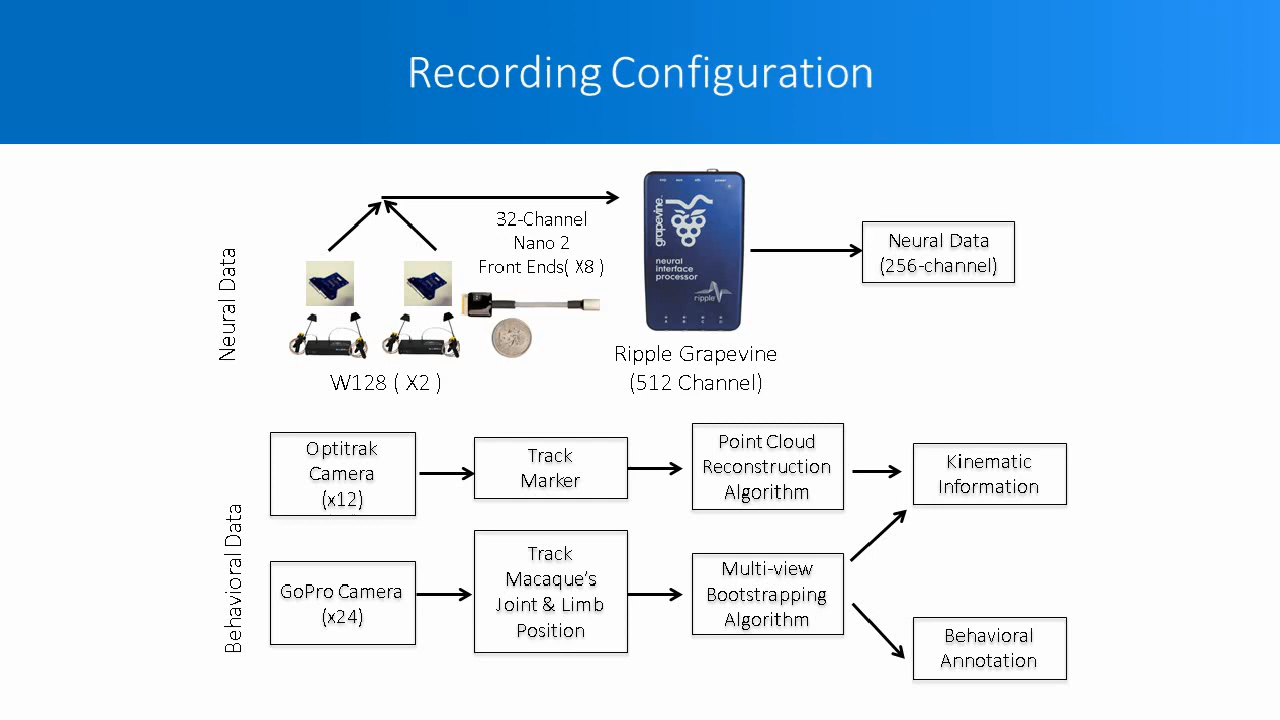 Recording Configuration
Neural Data
32-Channel
Nano 2
Front Ends( X8 )
W128 ( X2 )
grapevine
neural
interface
processor
ripple
Ripple Grapevine
(512 Channel)
Neural Data
(256-channel)
Behavioral Data
Optitrak
Camera
(x12)
Track
Marker
Point Cloud
Reconstruction
Algorithm
Kinematic
Information
GoPro Camera
(x24)
Track
Macaque's
Joint & Limb
Position
Multi-view
Bootstrapping
Algorithm
Behavioral
Annotation